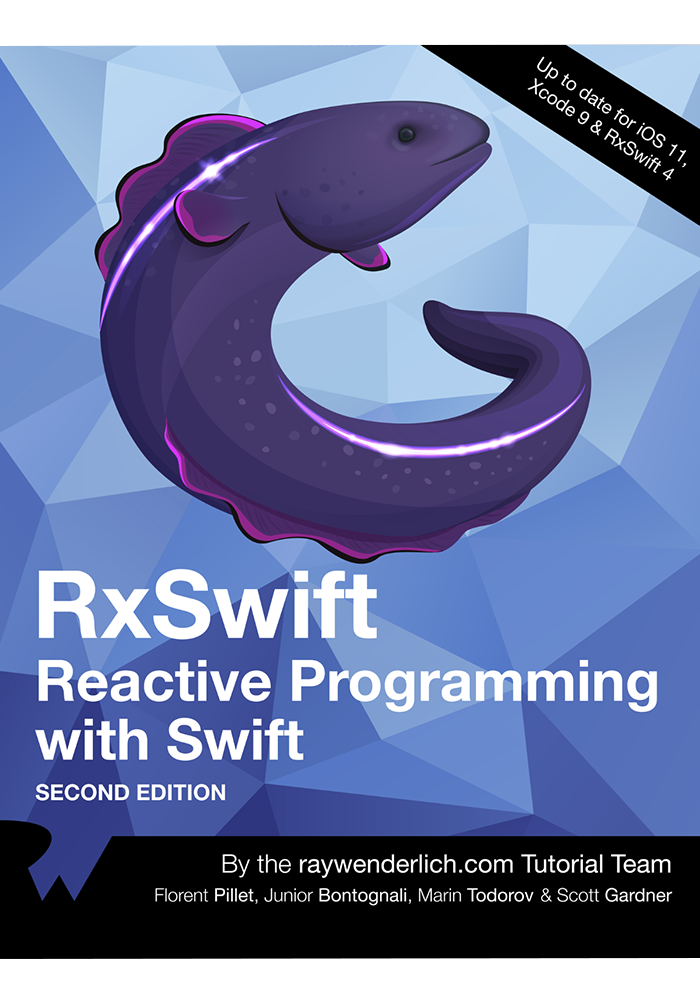 Up to date for iOS 11,
Xcode 9 & RxSwift 4
RxSwift
Reactive Programming
with Swift
SECOND EDITION
By the raywenderlich.com Tutorial Team
Florent Pillet, Junior Bontognali, Marin Todorov & Scott Gardner